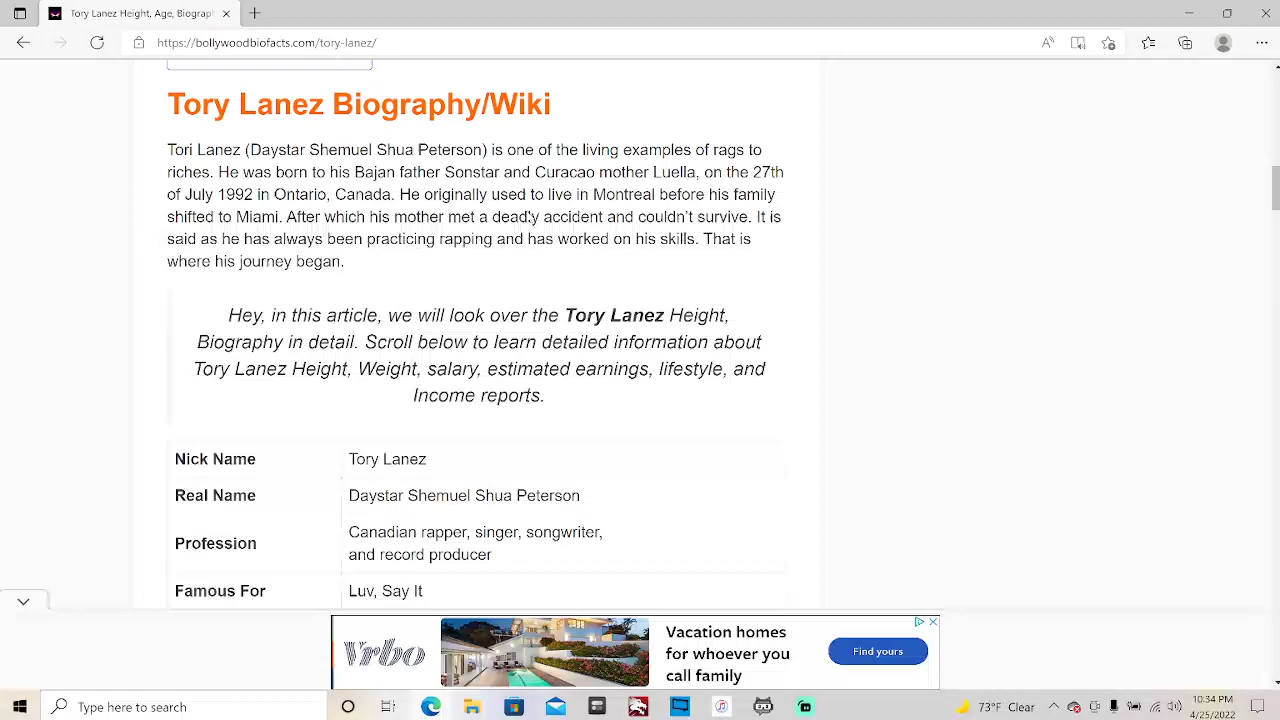 Tory Lanez Height, Age, Biograpl
https://bollywoodbiofacts.com/tory-lanez/
Tory Lanez Biography/Wiki
Tori Lanez (Daystar Shemuel Shua Peterson) is one of the living examples of rags to
riches. He was born to his Bajan father Sonstar and Curacao mother Luella, on the 27th
of July 1992 in Ontario, Canada. He originally used to live in Montreal before his family
shifted to Miami. After which his mother met a deadly accident and couldn't survive. It is
said as he has always been practicing rapping and has worked on his skills. That is
where his journey began.
Hey, in this article, we will look over the Tory Lanez Height,
Biography in detail. Scroll below to learn detailed information about
Tory Lanez Height, Weight, salary, estimated earnings, lifestyle, and
Income reports.
Nick Name Tory Lanez
Real Name Daystar Shemuel Shua Peterson
Profession Canadian rapper, singer, songwriter,
and record producer
Famous For Luv, Say It
Vrbo
Vacation homes
for whoever you
call family
Find yours
Type here to search
73°F Clear
10:34 PM
4/25/2022